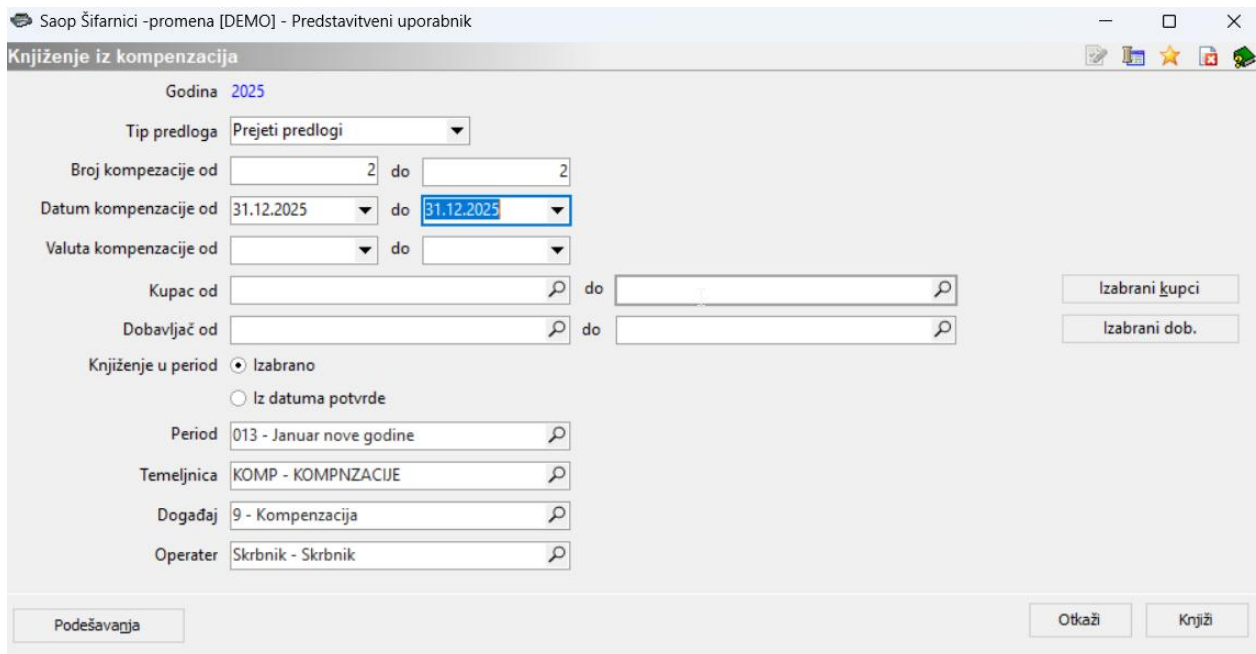 Saop Šifarnici -promena [DEMO] - Predstavitveni uporabnik
Knjiženje iz kompenzacija
Godina 2025
Tip predloga Prejeti predlogi
Broj kompezacije od 2 do 2
Datum kompenzacije od 31.12.2025 do 31.12.2025
Valuta kompenzacije od do
Kupac od do Izabrani kupci
Dobavljač od do Izabrani dob.
Knjiženje u period Izabrano
Iz datuma potvrde
Period 013 - Januar nove godine
Temeljnica KOMP - KOMPNZACIJE
Događaj 9 - Kompenzacija
Operater Skrbnik - Skrbnik
Podešavanja Otkaži Knjiži